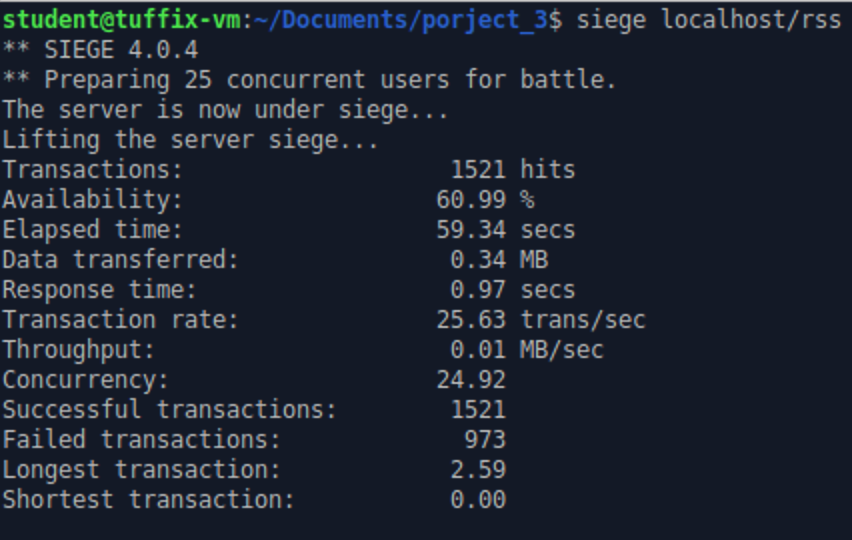 student@tuffix-vm:~/Documents/porject_3$ siege localhost/rss
** SIEGE 4.0.4
** Preparing 25 concurrent users for battle.
The server is now under siege...
Lifting the server siege...
Transactions:                   1521 hits
Availability:                  60.99 %
Elapsed time:                  59.34 secs
Data transferred:               0.34 MB
Response time:                  0.97 secs
Transaction rate:              25.63 trans/sec
Throughput:                     0.01 MB/sec
Concurrency:                   24.92
Successful transactions:        1521
Failed transactions:             973
Longest transaction:            2.59
Shortest transaction:           0.00